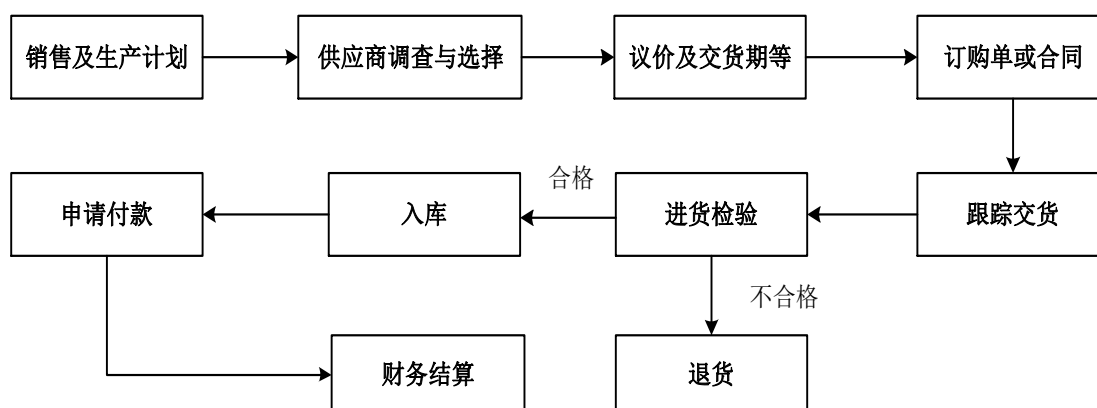 销售及生产计划
供应商调查与选择
议价及交货期等
订购单或合同
申请付款
入库
合格
进货检验
跟踪交货
不合格
财务结算
退货